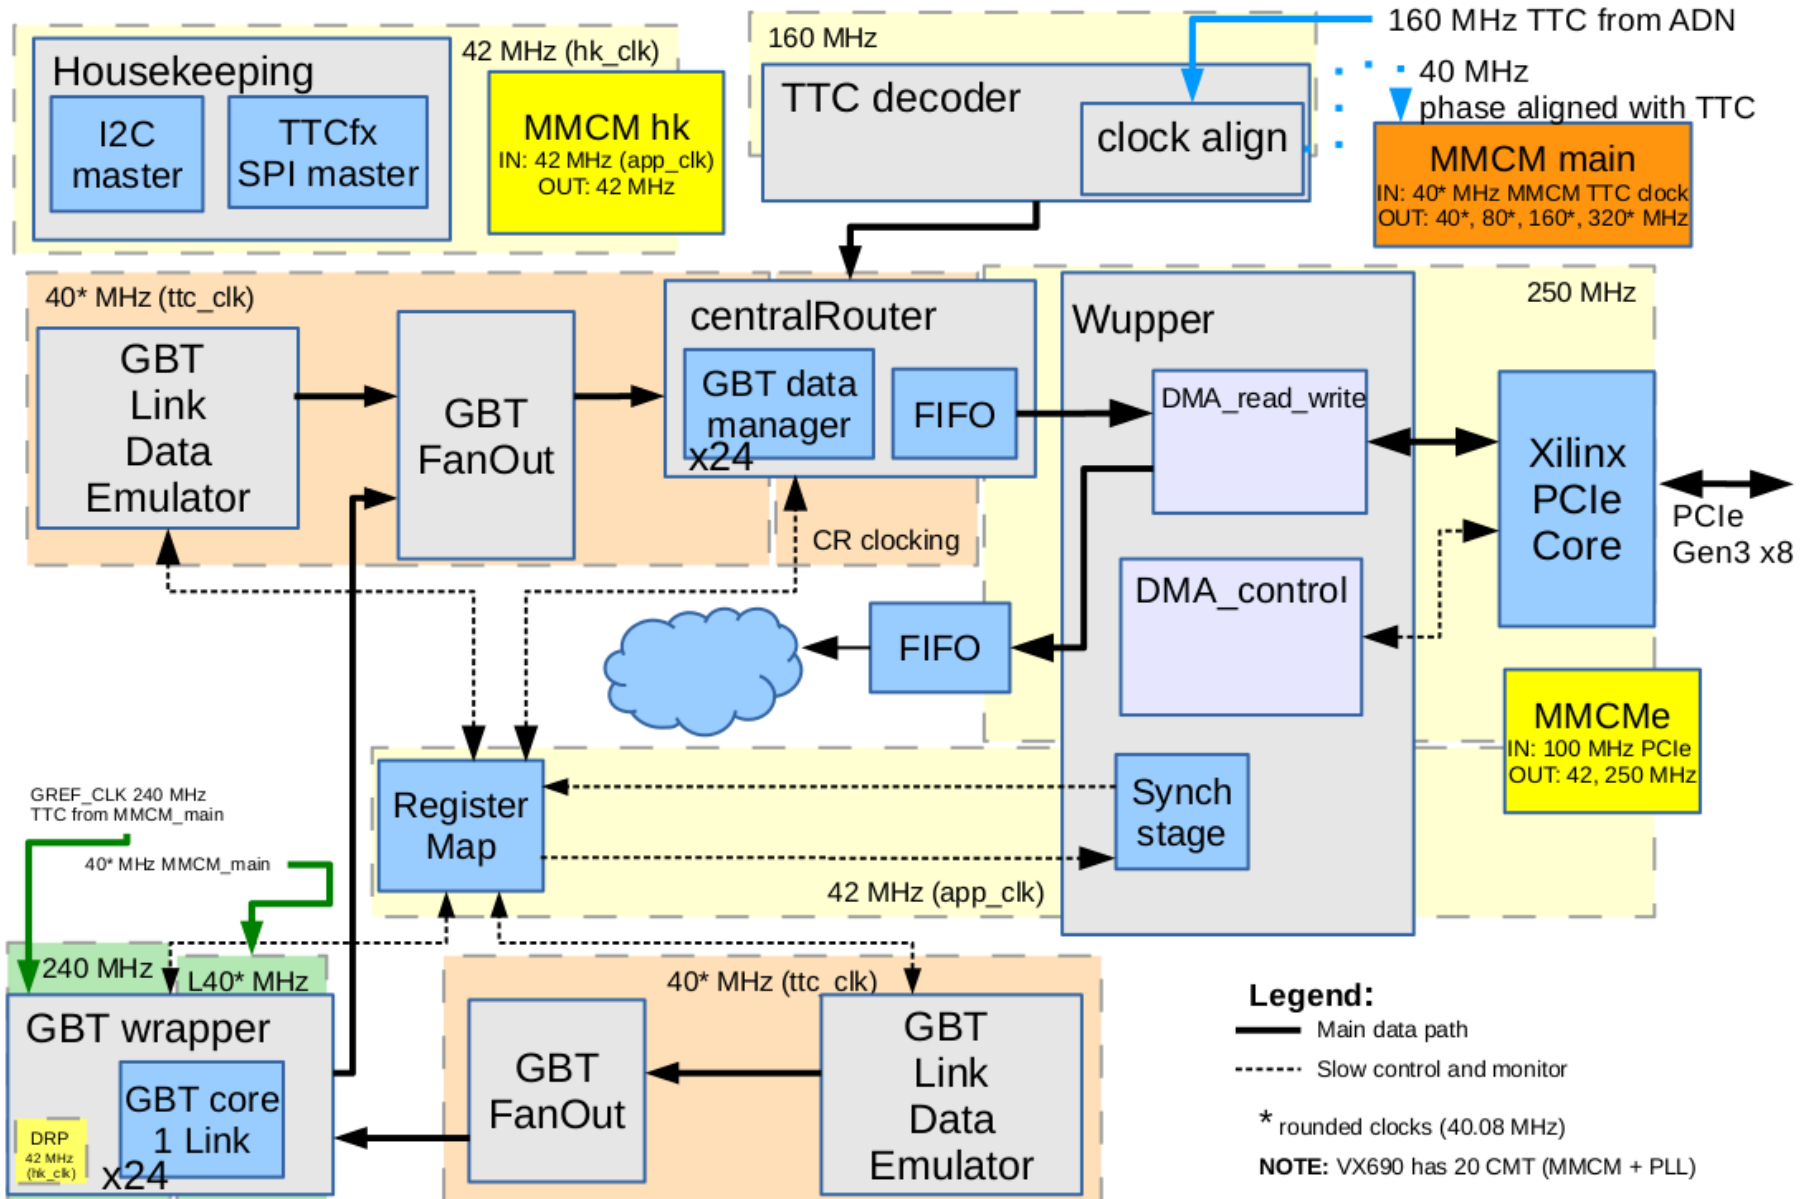 160 MHz TTC from ADN
42 MHz (hk_clk)
160 MHz
Housekeeping
I2C
master
TTCfx
SPI master
MMCM hk
IN: 42 MHz (app_clk)
OUT: 42 MHz
TTC decoder
clock align
40 MHz
phase aligned with TTC
MMCM main
IN: 40* MHz MMCM TTC clock
OUT: 40*, 80*, 160*, 320* MHz
40* MHz (ttc_clk)
GBT
Link
Data
Emulator
GBT
FanOut
centralRouter
GBT data
manager
x24
FIFO
CR clocking
Wupper
250 MHz
DMA_read_write
DMA_control
Xilinx
PCIe
Core
PCIe
Gen3 x8
FIFO
MMCMe
IN: 100 MHz PCIe
OUT: 42, 250 MHz
Register
Map
Synch
stage
42 MHz (app_clk)
GREF_CLK 240 MHz
TTC from MMCM_main
40* MHz MMCM_main
240 MHz
L40* MHz
GBT wrapper
GBT core
1 Link
DRP
42 MHz
(hk_clk)
x24
40* MHz (ttc_clk)
GBT
FanOut
GBT
Link
Data
Emulator
Legend:
Main data path
Slow control and monitor
* rounded clocks (40.08 MHz)
NOTE: VX690 has 20 CMT (MMCM + PLL)